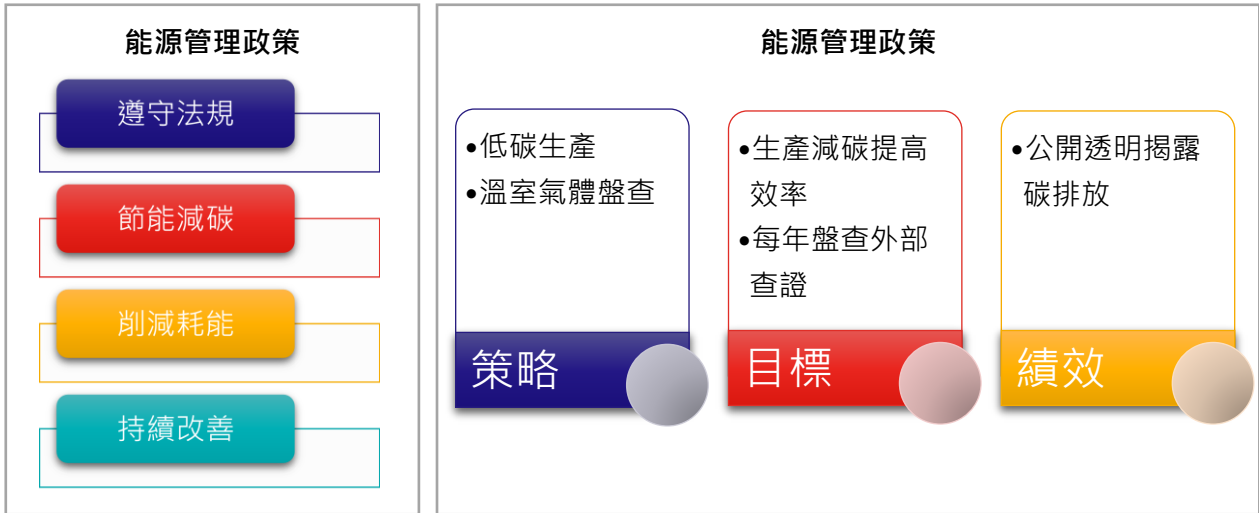 能源管理政策
遵守法規
節能減碳
削減耗能
持續改善
能源管理政策
•低碳生產
•溫室氣體盤查
策略
•生產減碳提高
效率
•每年盤查外部
查證
目標
•公開透明揭露
碳排放
績效